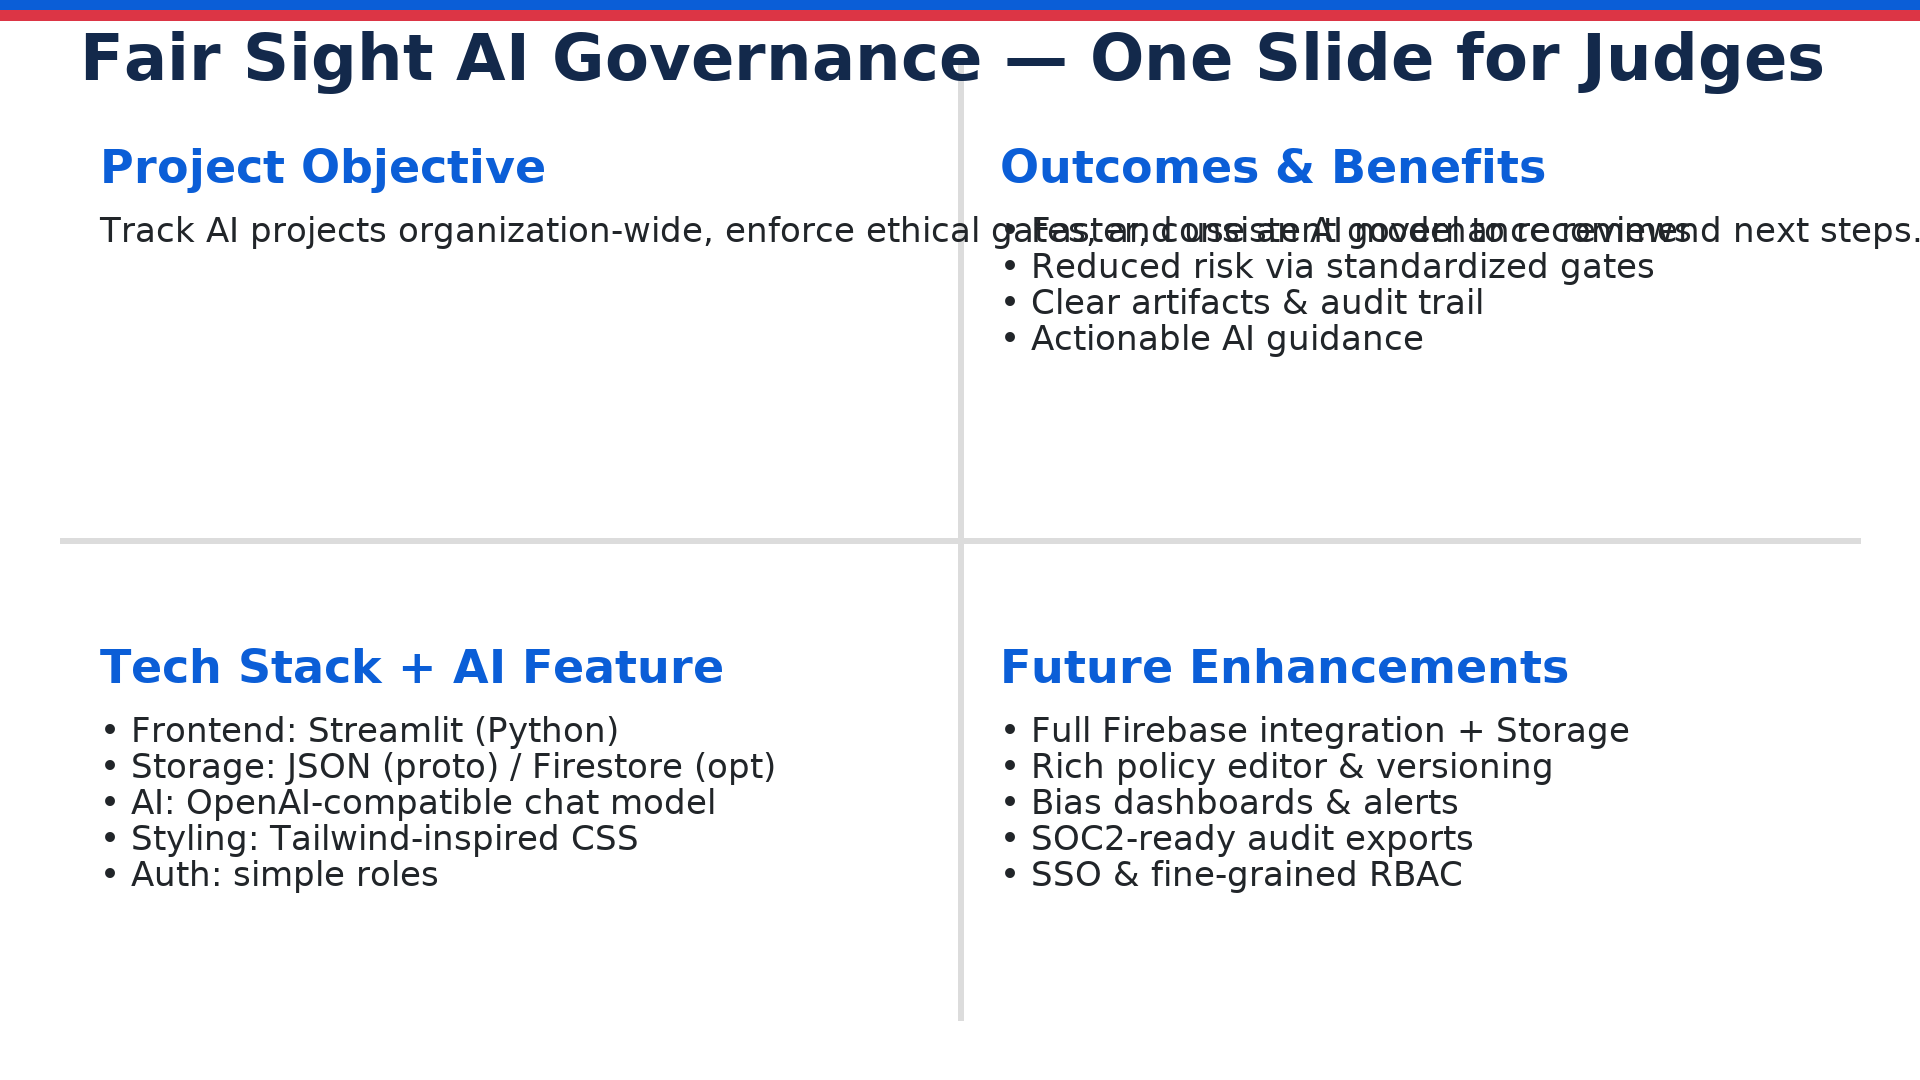 Fair Sight AI Governance — One Slide for Judges
Project Objective
Track AI projects organization-wide, enforce ethical gates, and use an AI model to recommend next steps.
Outcomes & Benefits
• Faster, consistent governance reviews
• Reduced risk via standardized gates
• Clear artifacts & audit trail
• Actionable AI guidance
Tech Stack + AI Feature
• Frontend: Streamlit (Python)
• Storage: JSON (proto) / Firestore (opt)
• AI: OpenAI-compatible chat model
• Styling: Tailwind-inspired CSS
• Auth: simple roles
Future Enhancements
• Full Firebase integration + Storage
• Rich policy editor & versioning
• Bias dashboards & alerts
• SOC2-ready audit exports
• SSO & fine-grained RBAC